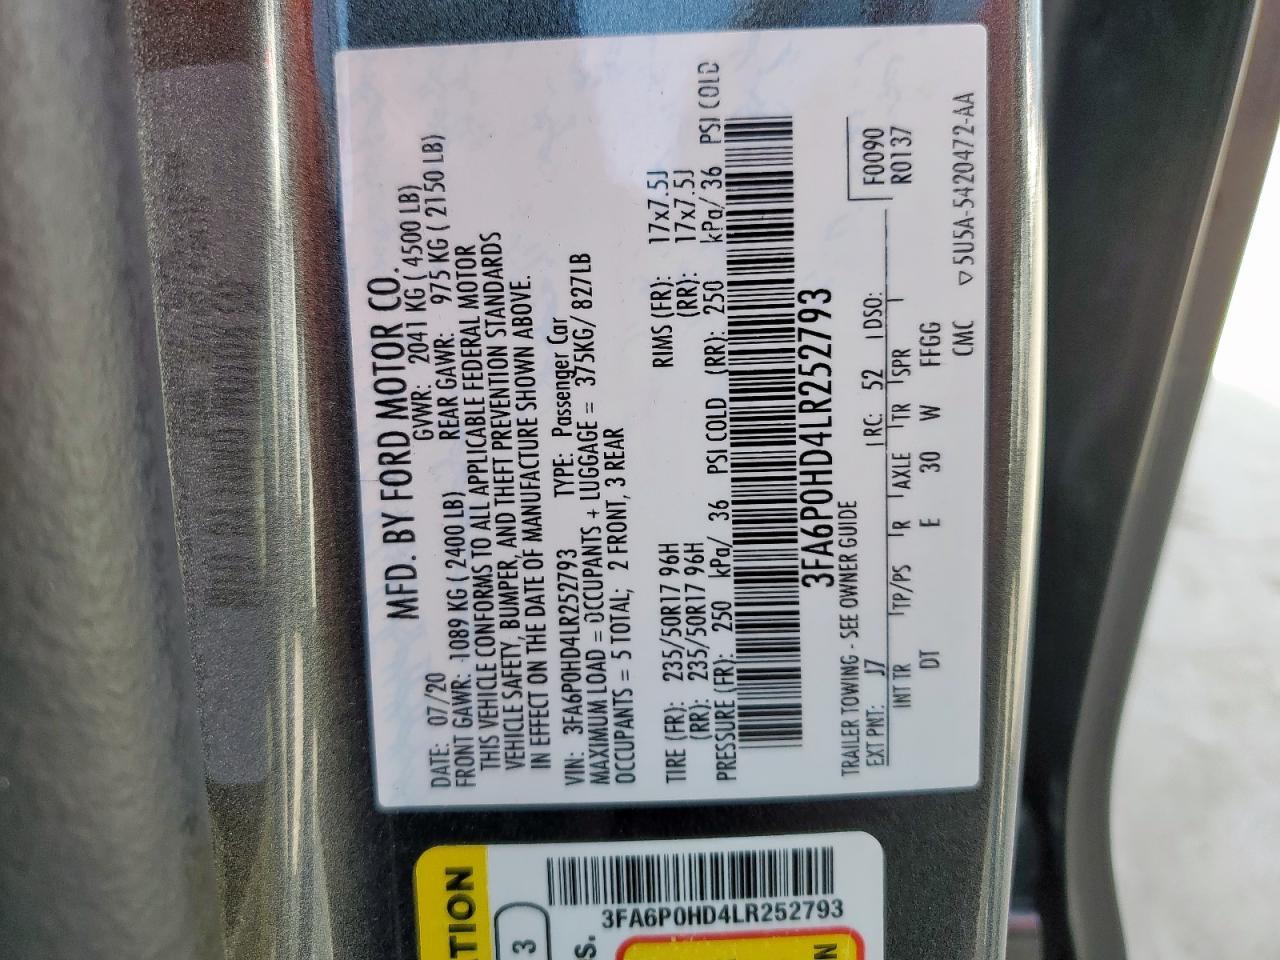 MFD. BY FORD MOTOR CO.
DATE: 07/20 GVWR: 2041 KG ( 4500 LB)
FRONT GAWR: 1089 KG ( 2400 LB) REAR GAWR: 975 KG ( 2150 LB)
THIS VEHICLE CONFORMS TO ALL APPLICABLE FEDERAL MOTOR
VEHICLE SAFETY, BUMPER, AND THEFT PREVENTION STANDARDS
IN EFFECT ON THE DATE OF MANUFACTURE SHOWN ABOVE.
VIN: 3FA6P0HD4LR252793 TYPE: Passenger Car
MAXIMUM LOAD = OCCUPANTS + LUGGAGE = 375KG/ 827LB
OCCUPANTS = 5 TOTAL; 2 FRONT, 3 REAR
TIRE (FR): 235/50R17 96H RIMS (FR): 17x7.5J
(RR): 235/50R17 96H (RR): 17x7.5J
PRESSURE (FR): 250 kPa/ 36 PSI COLD (RR): 250 kPa/ 36 PSI COLD
3FA6P0HD4LR252793
TRAILER TOWING - SEE OWNER GUIDE
EXT PNT: J7 RC: 52 DSO: F0090
INT TR TP/PS R AXLE TR SPR R0137
DT E 30 W FFGG
CMC ▽ 5U5A-5420472-AA
TION
3
3FA6P0HD4LR252793
s.
N